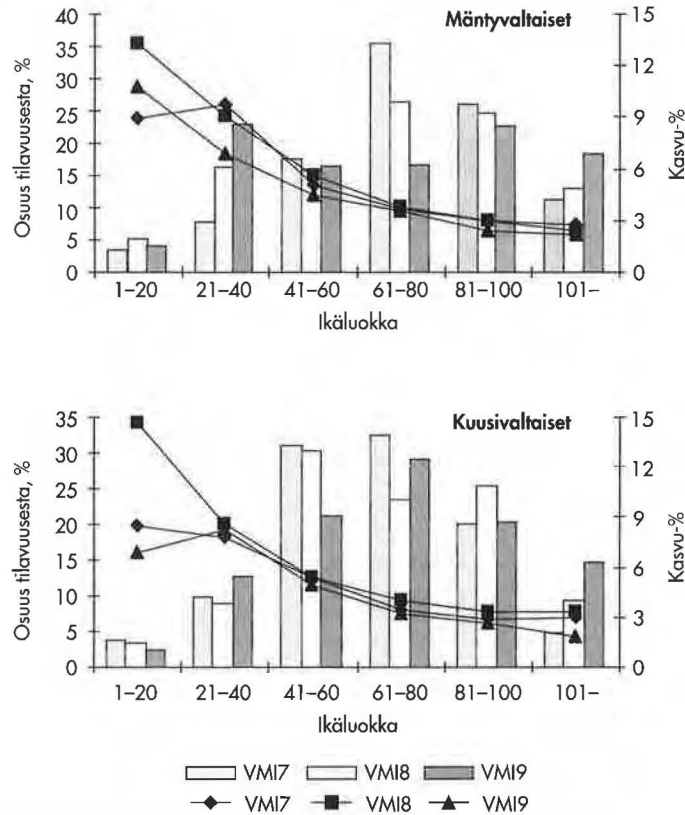 Mäntyvaltaiset
Osuus tilavuusesta, %
40
35
30
25
20
15
10
5
0
15
12
9
6
3
0
Kasvu-%
1–20 21–40 41–60 61–80 81–100 101–
Ikäluokka
Kuusivaltaiset
Osuus tilavuusesta, %
35
30
25
20
15
10
5
0
15
12
9
6
3
0
Kasvu-%
1–20 21–40 41–60 61–80 81–100 101–
Ikäluokka
VMI7 VMI8 VMI9
VMI7 VMI8 VMI9